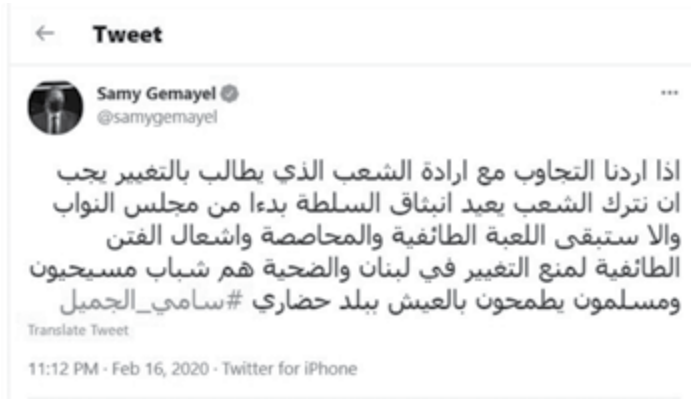 Tweet
Samy Gemayel
@samygemayel
اذا اردنا التجاوب مع ارادة الشعب الذي يطالب بالتغيير يجب
ان نترك الشعب يعيد انبثاق السلطة بدءا من مجلس النواب
والا ستبقى اللعبة الطائفية والمحاصصة واشعال الفتن
الطائفية لمنع التغيير في لبنان والضحية هم شباب مسيحيون
ومسلمون يطمحون بالعيش ببلد حضاري #سامي_الجميل
Translate Tweet
11:12 PM · Feb 16, 2020 · Twitter for iPhone